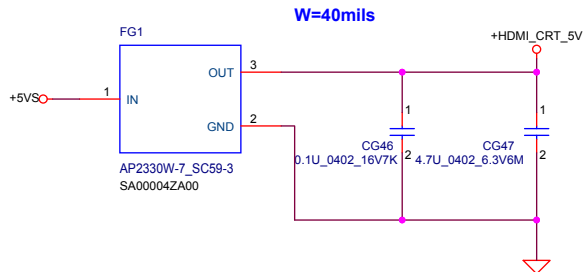 W=40mils
FG1
+HDMI_CRT_5V
OUT
3
+5VS
1
IN
GND
2
1
1
CG46
CG47
0.1U_0402_16V7K
4.7U_0402_6.3V6M
2
2
AP2330W-7_SC59-3
SA00004ZA00